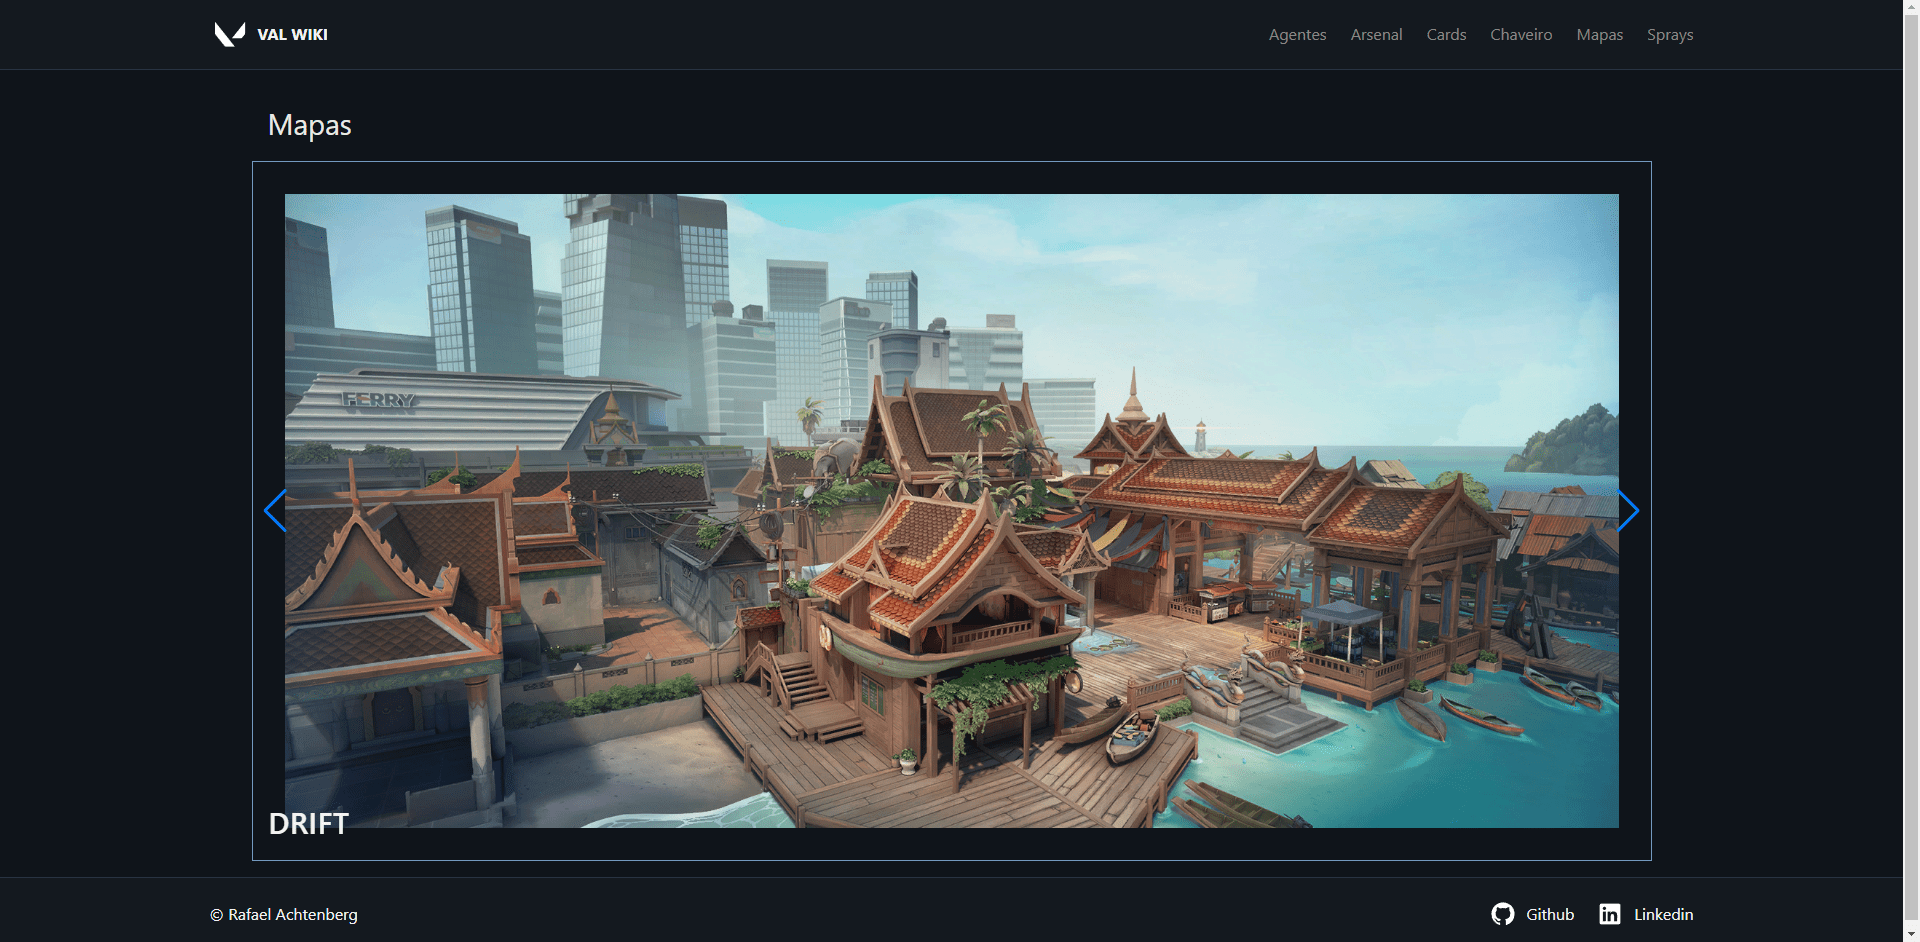 VAL WIKI
Agentes Arsenal Cards Chaveiro Mapas Sprays
Mapas
FERRY
DRIFT
© Rafael Achtenberg
Github Linkedin